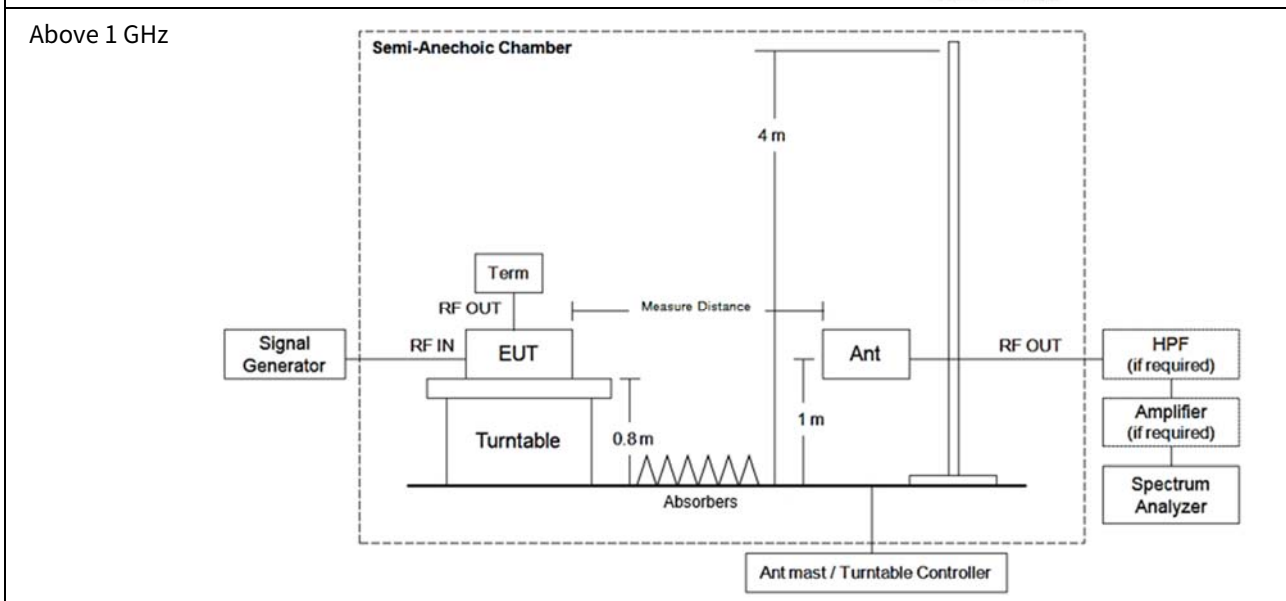 Above 1 GHz
Semi-Anechoic Chamber
4 m
Term
RF OUT
Measure Distance
Signal
Generator
RF IN
EUT
Ant
RF OUT
HPF
(if required)
1 m
Amplifier
(if required)
Turntable
0.8 m
Absorbers
Spectrum
Analyzer
Ant mast / Turntable Controller